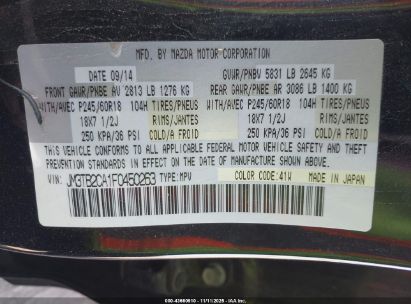 MFD. BY MAZDA MOTOR CORPORATION
DATE 09/14 GVWR/PNBV 5831 LB 2645 KG
FRONT GAWR/PNBE AV 2813 LB 1276 KG REAR GAWR/PNBE AR 3086 LB 1400 KG
WITH/AVEC P245/60R18 104H TIRES/PNEUS WITH/AVEC P245/60R18 104H TIRES/PNEUS
18X7 1/2J RIMS/JANTES 18X7 1/2J RIMS/JANTES
250 KPA/36 PSI COLD/A FROID 250 KPA/36 PSI COLD/A FROID
THIS VEHICLE CONFORMS TO ALL APPLICABLE FEDERAL MOTOR VEHICLE SAFETY AND
THEFT PREVENTION STANDARDS IN EFFECT ON THE DATE OF MANUFACTURE SHOWN ABOVE.
VIN: JM3TB2CA1F0450263 TYPE:MPV COLOR CODE:41W MADE IN JAPAN
000-43660910 - 11/11/2025 - IAAI.com